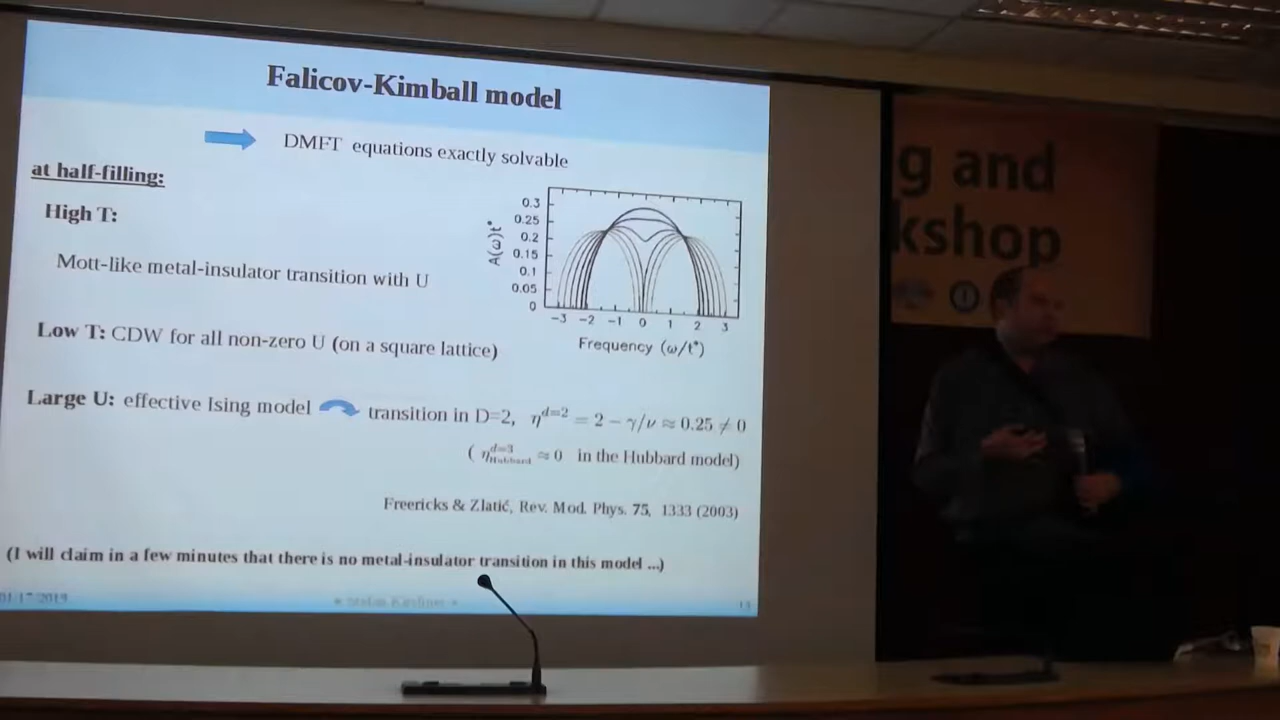 Falicov-Kimball model
DMFT equations exactly solvable
at half-filling:
High T:
Mott-like metal-insulator transition with U
0.3
0.25
0.2
0.15
0.1
0.05
0
A(ω)t*
−3 −2 −1 0 1 2 3
Frequency (ω/t*)
Low T: CDW for all non-zero U (on a square lattice)
Large U: effective Ising model transition in D=2, η^{d=2} = 2 − γ/ν ≈ 0.25 ≠ 0
( η^{d=3}_{Hubbard} ≈ 0 in the Hubbard model)
Freericks & Zlatić, Rev. Mod. Phys. 75, 1333 (2003)
(I will claim in a few minutes that there is no metal-insulator transition in this model ...)
01/17/2019
13
g and
kshop